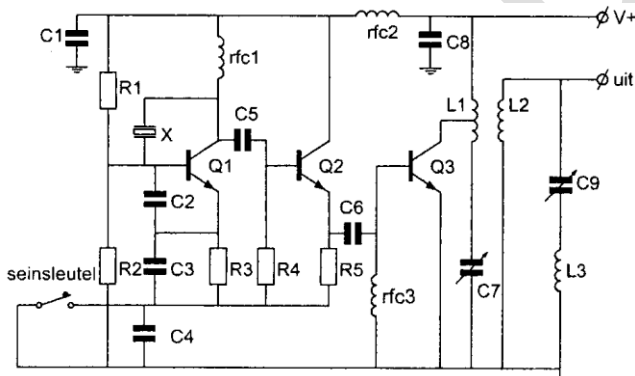 C1
rfc1
rfc2
C8
V+
uit
R1
X
C5
Q1
Q2
Q3
L1
L2
C9
C2
C6
seinsleutel
R2
C3
R3
R4
R5
rfc3
C7
L3
C4